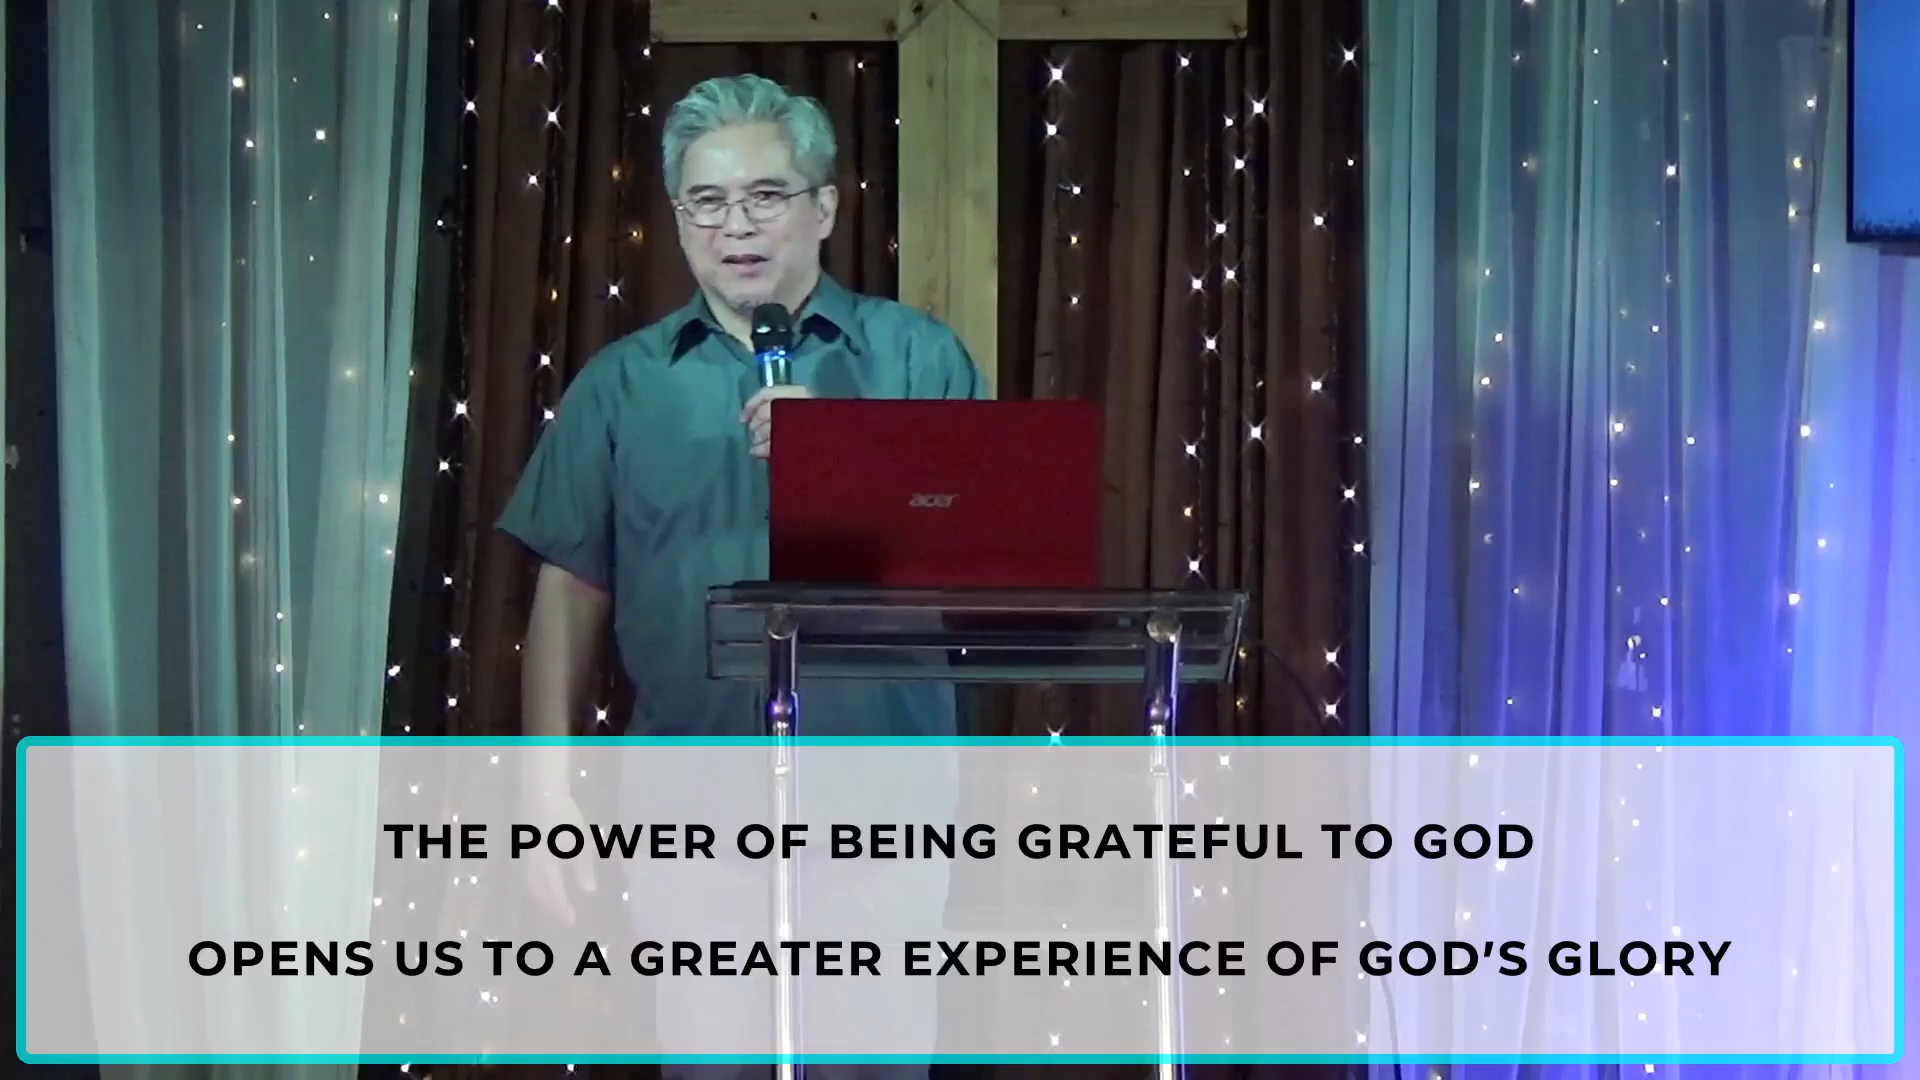 acer
THE POWER OF BEING GRATEFUL TO GOD
OPENS US TO A GREATER EXPERIENCE OF GOD'S GLORY